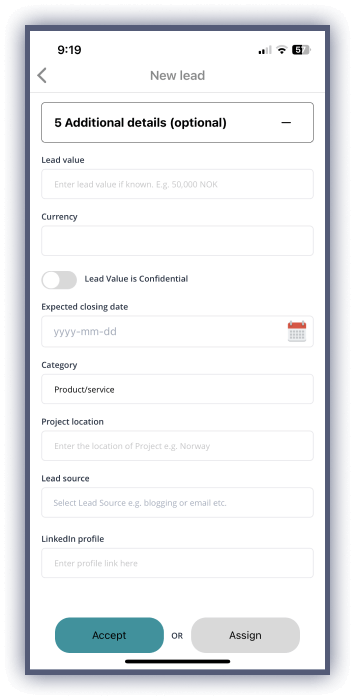 9:19
57
New lead
5 Additional details (optional)
Lead value
Enter lead value if known. E.g. 50,000 NOK
Currency
Lead Value is Confidential
Expected closing date
yyyy-mm-dd
Category
Product/service
Project location
Enter the location of Project e.g. Norway
Lead source
Select Lead Source e.g. blogging or email etc.
LinkedIn profile
Enter profile link here
Accept OR Assign